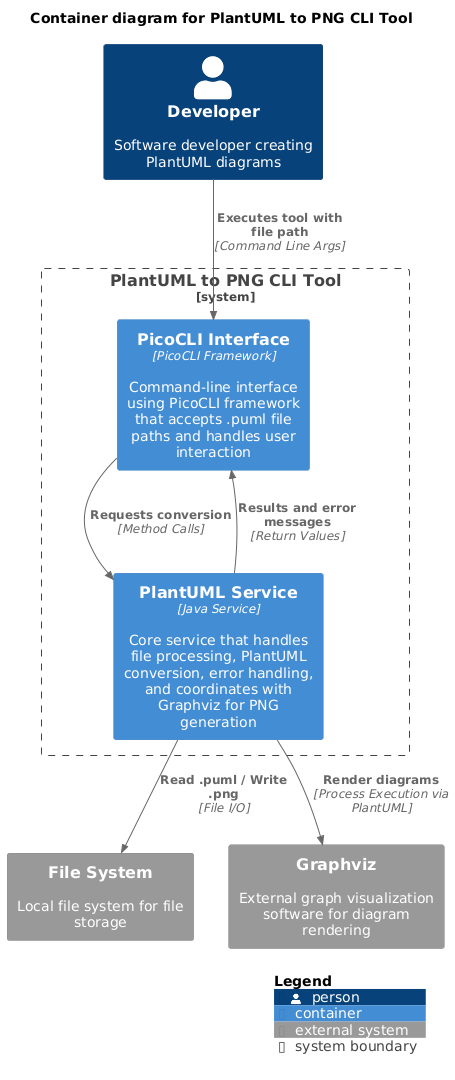 Container diagram for PlantUML to PNG CLI Tool
Developer
Software developer creating
PlantUML diagrams
Executes tool with
file path
[Command Line Args]
PlantUML to PNG CLI Tool
[system]
PicoCLI Interface
[PicoCLI Framework]
Command-line interface
using PicoCLI framework
that accepts .puml file
paths and handles user
interaction
Requests conversion
[Method Calls]
Results and error
messages
[Return Values]
PlantUML Service
[Java Service]
Core service that handles
file processing, PlantUML
conversion, error handling,
and coordinates with
Graphviz for PNG
generation
Read .puml / Write
.png
[File I/O]
Render diagrams
[Process Execution via
PlantUML]
File System
Local file system for file
storage
Graphviz
External graph visualization
software for diagram
rendering
Legend
person
container
external system
system boundary